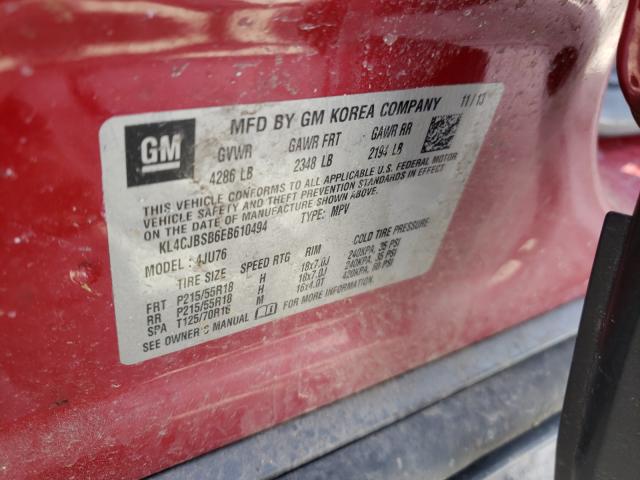 GM
MFD BY GM KOREA COMPANY 11 / 13
GVWR GAWR FRT GAWR RR
4286 LB 2348 LB 2194 LB
THIS VEHICLE CONFORMS TO ALL APPLICABLE U.S. FEDERAL MOTOR
VEHICLE SAFETY AND THEFT PREVENTION STANDARDS IN EFFECT
ON THE DATE OF MANUFACTURE SHOWN ABOVE.
KL4CJBSB6EB610494 TYPE: MPV
MODEL : 4JU76
TIRE SIZE SPEED RTG RIM COLD TIRE PRESSURE
FRT P215/55R18 H 18x7.0J 240KPA, 35 PSI
RR P215/55R18 H 18x7.0J 240KPA, 35 PSI
SPA T125/70R16 M 16x4.0T 420KPA, 60 PSI
SEE OWNER'S MANUAL FOR MORE INFORMATION.